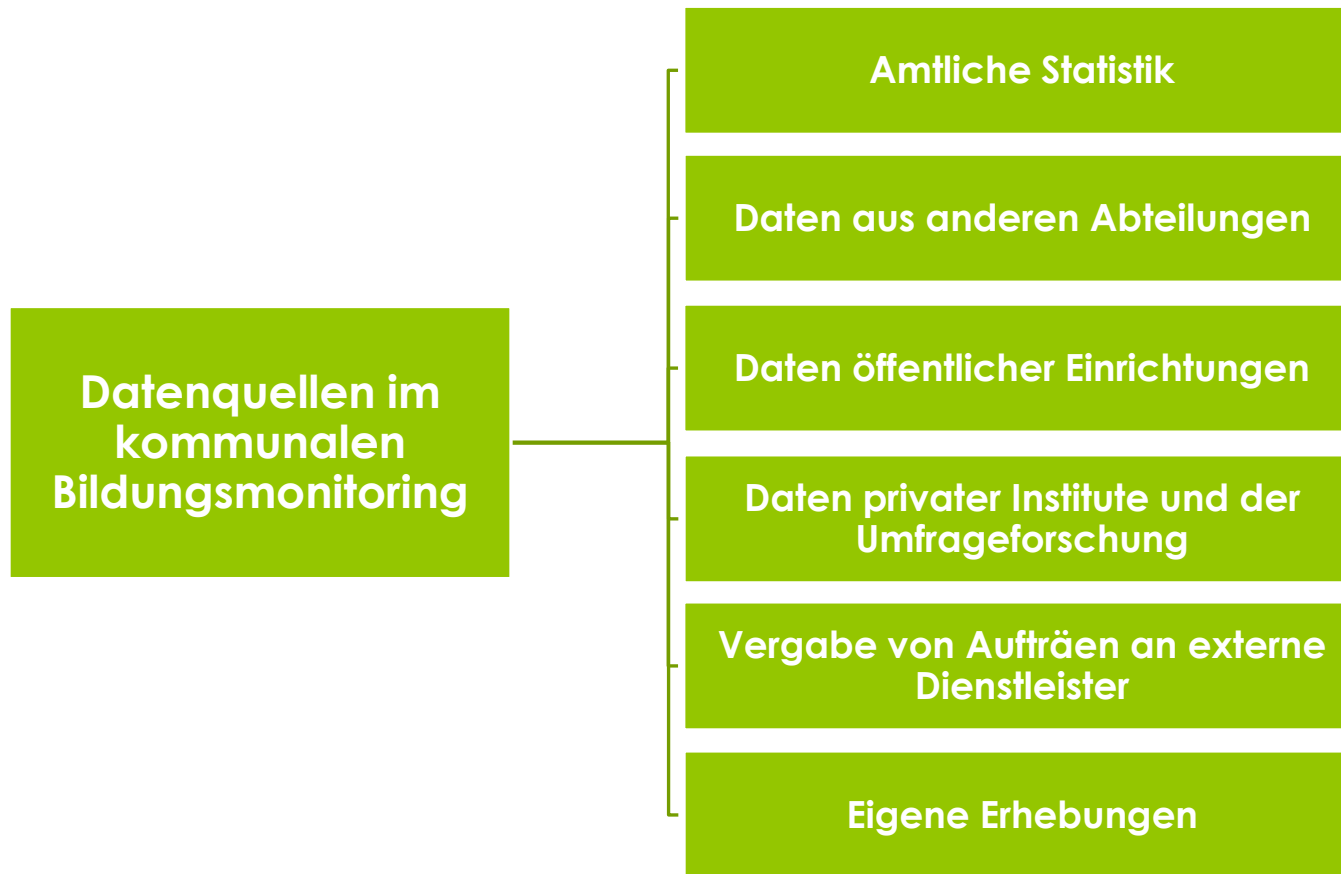 Amtliche Statistik
Daten aus anderen Abteilungen
Daten öffentlicher Einrichtungen
Datenquellen im
kommunalen
Bildungsmonitoring
Daten privater Institute und der
Umfrageforschung
Vergabe von Aufträen an externe
Dienstleister
Eigene Erhebungen